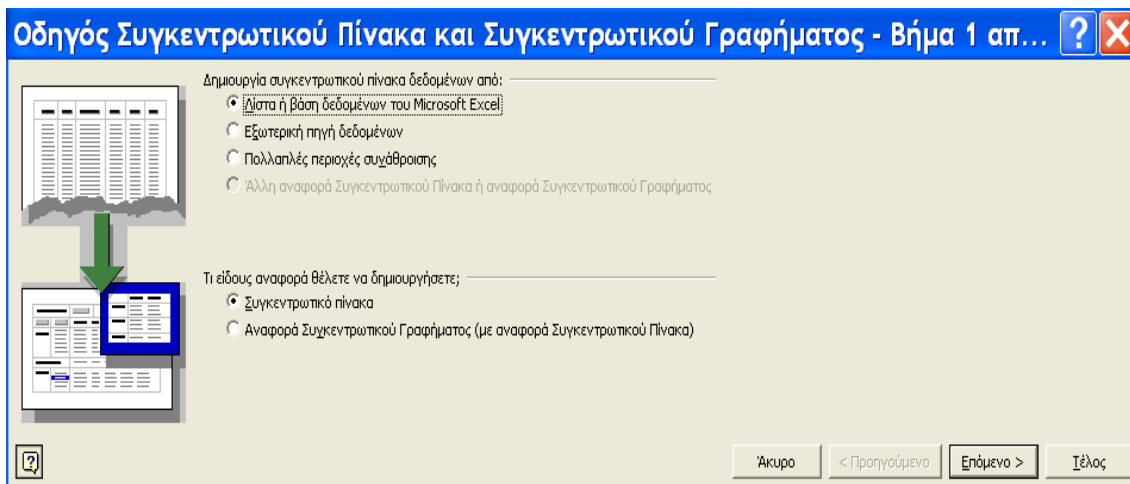 Οδηγός Συγκεντρωτικού Πίνακα και Συγκεντρωτικού Γραφήματος - Βήμα 1 απ...
Δημιουργία συγκεντρωτικού πίνακα δεδομένων από:
Λίστα ή βάση δεδομένων του Microsoft Excel
Εξωτερική πηγή δεδομένων
Πολλαπλές περιοχές συνάθροισης
Άλλη αναφορά Συγκεντρωτικού Πίνακα ή αναφορά Συγκεντρωτικού Γραφήματος
Τι είδους αναφορά θέλετε να δημιουργήσετε;
Συγκεντρωτικό πίνακα
Αναφορά Συγκεντρωτικού Γραφήματος (με αναφορά Συγκεντρωτικού Πίνακα)
Άκυρο
< Προηγούμενο
Επόμενο >
Τέλος